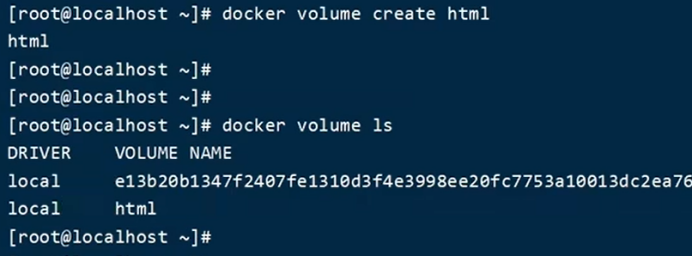 [root@localhost ~]# docker volume create html
html
[root@localhost ~]#
[root@localhost ~]#
[root@localhost ~]# docker volume ls
DRIVER    VOLUME NAME
local     e13b20b1347f2407fe1310d3f4e3998ee20fc7753a10013dc2ea76
local     html
[root@localhost ~]#